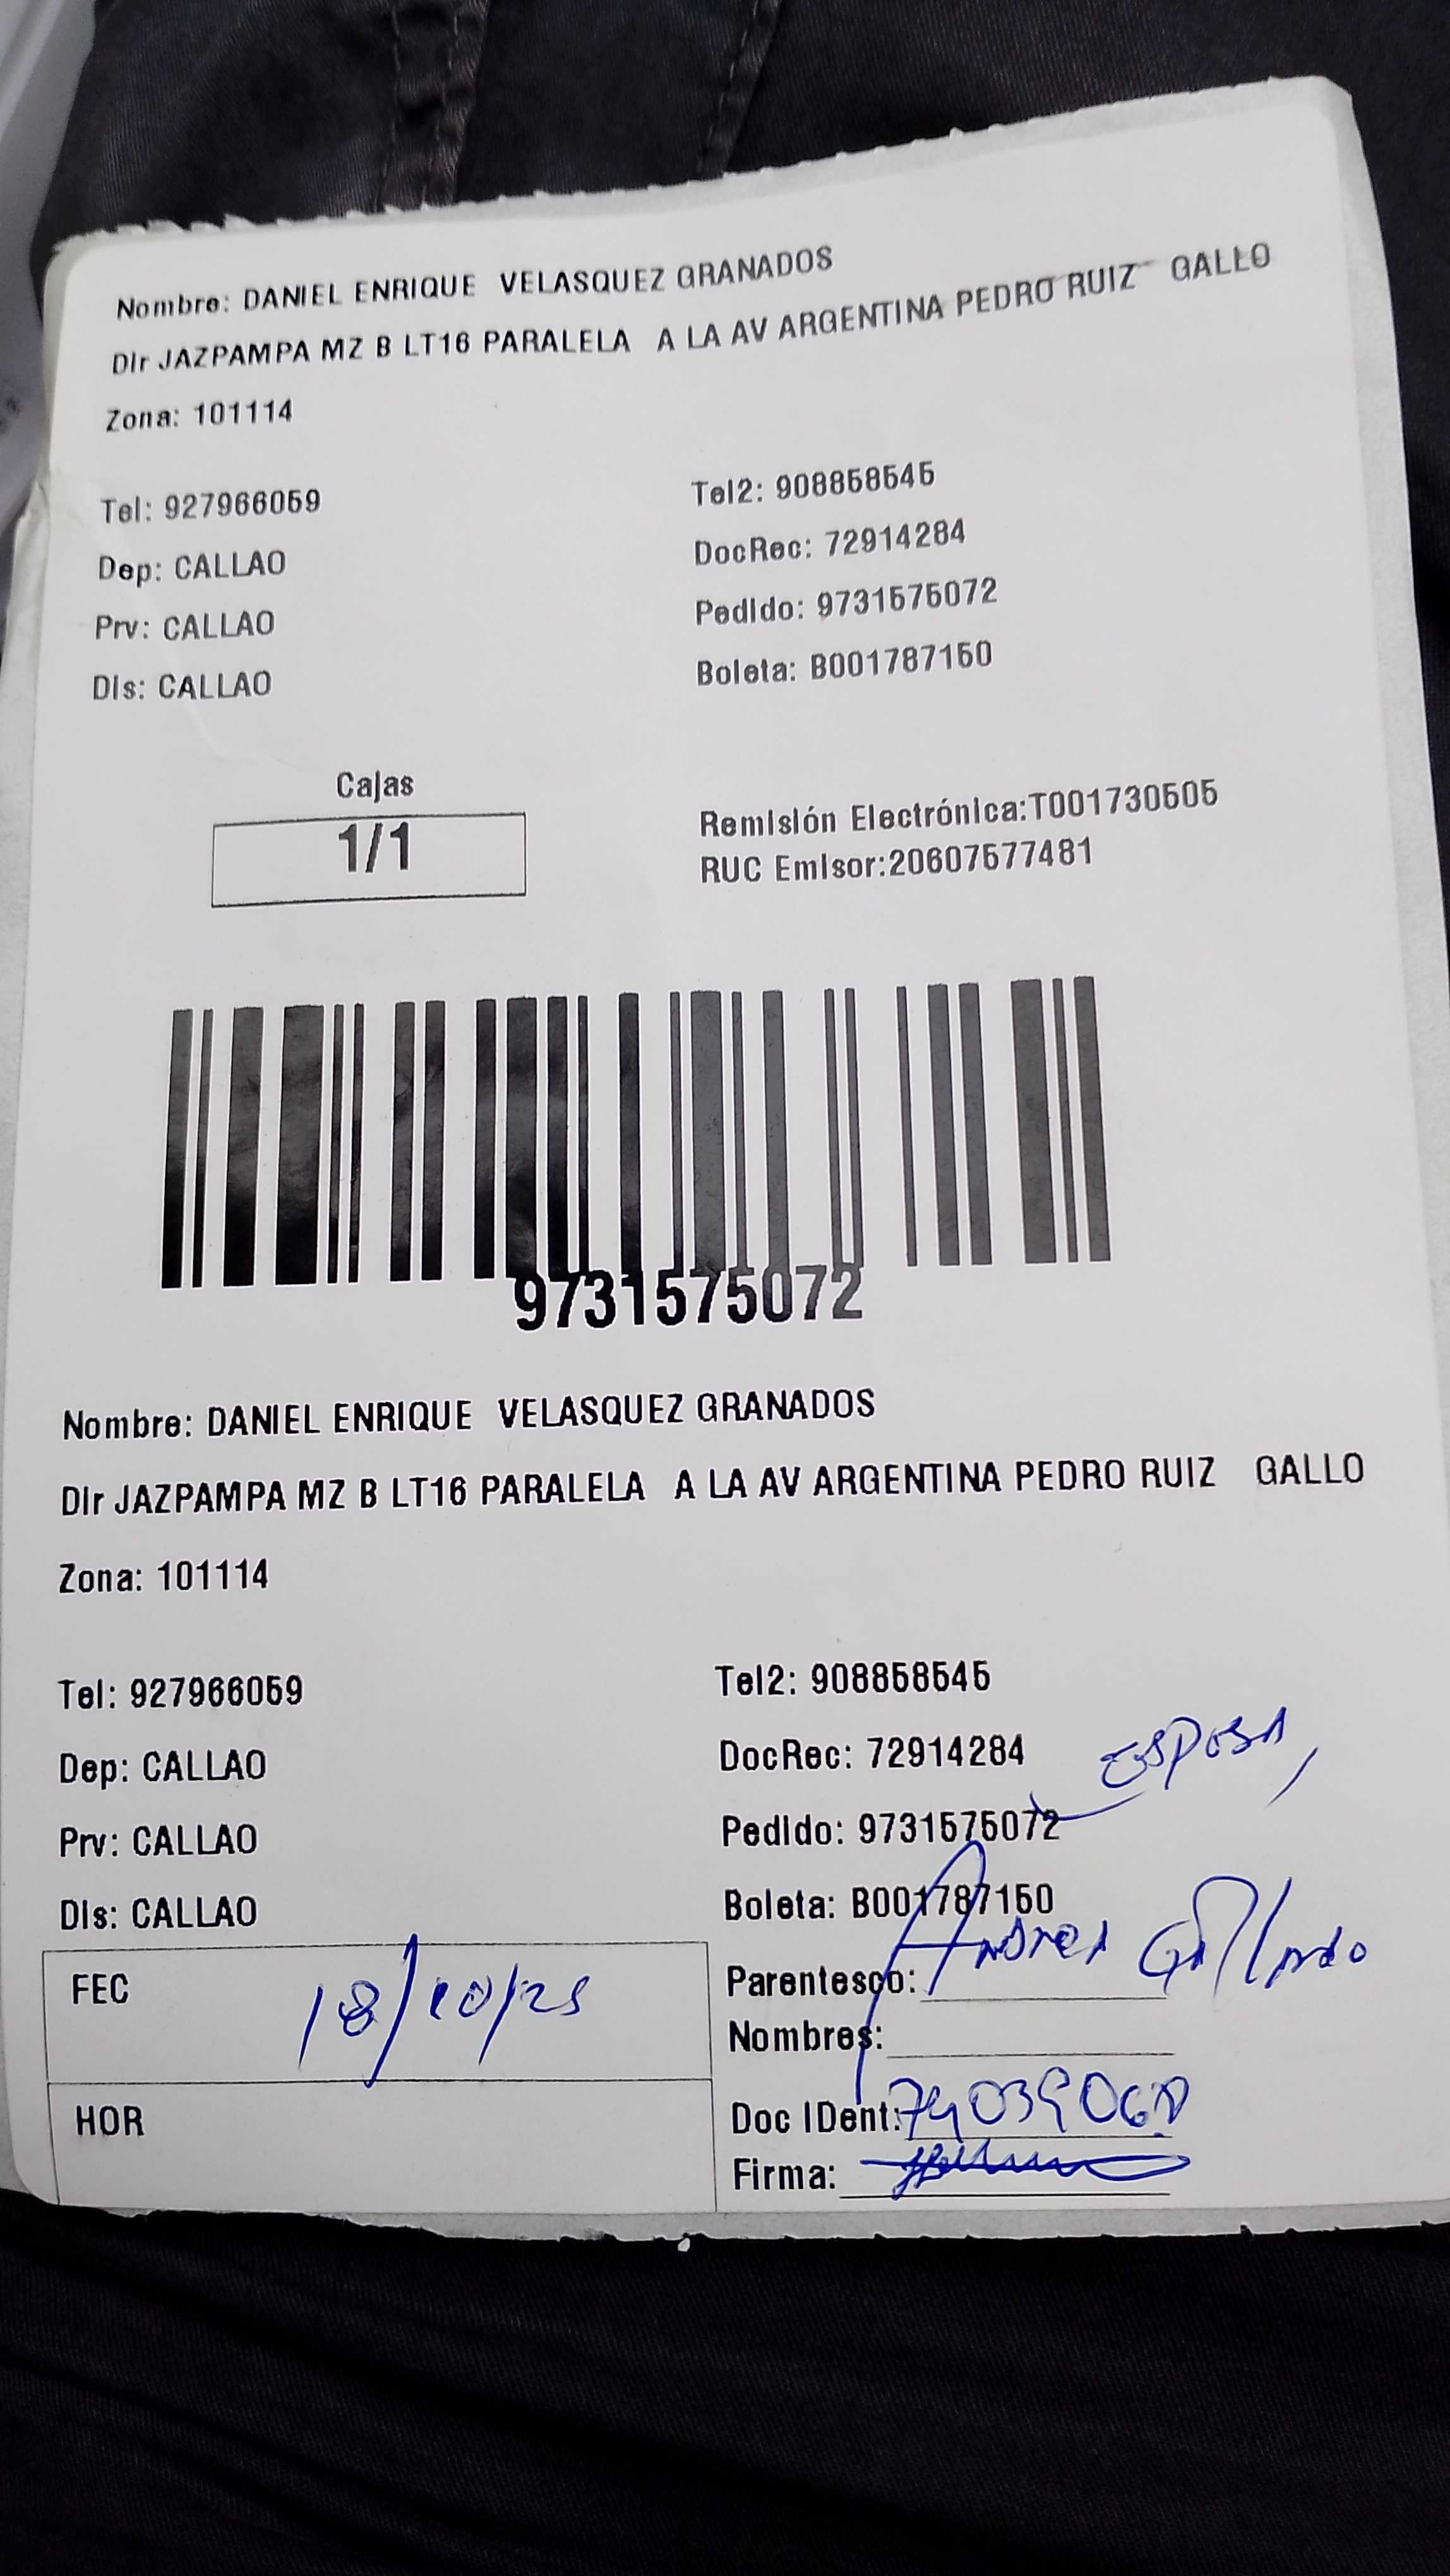 Nombre: DANIEL ENRIQUE VELASQUEZ GRANADOS
Dir JAZPAMPA MZ B LT16 PARALELA A LA AV ARGENTINA PEDRO RUIZ GALLO
Zona: 101114
Tel: 927966059 Tel2: 908858545
Dep: CALLAO DocRec: 72914284
Prv: CALLAO Pedido: 9731575072
Dis: CALLAO Boleta: B001787150
Cajas
1/1
Remisión Electrónica:T001730505
RUC Emisor:20607577481
9731575072
Nombre: DANIEL ENRIQUE VELASQUEZ GRANADOS
Dir JAZPAMPA MZ B LT16 PARALELA A LA AV ARGENTINA PEDRO RUIZ GALLO
Zona: 101114
Tel: 927966059 Tel2: 908858545
Dep: CALLAO DocRec: 72914284 ESPOSA
Prv: CALLAO Pedido: 9731575072
Dis: CALLAO Boleta: B001787150
FEC 18/10/25
HOR
Parentesco: Andrea Gallardo
Nombres:
Doc IDent:
Firma: